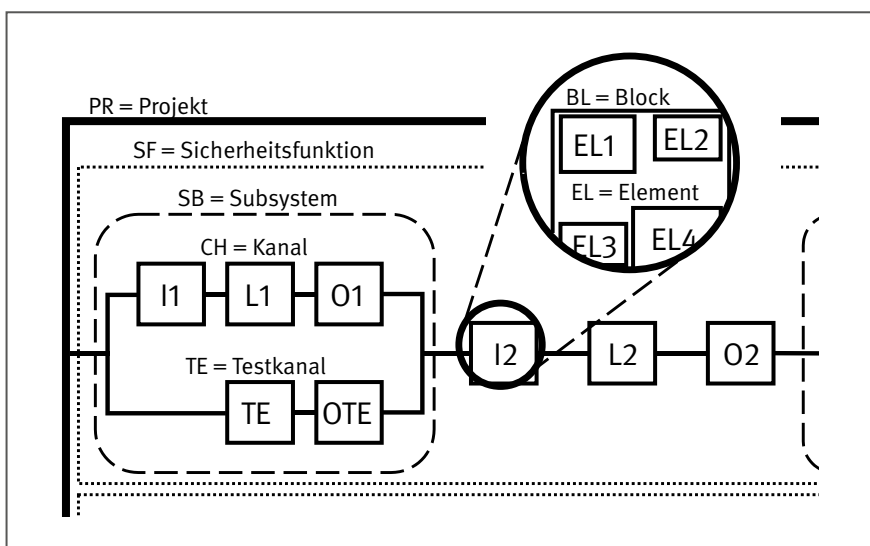 BL = Block
PR = Projekt
EL1 EL2
SF = Sicherheitsfunktion
SB = Subsystem
EL = Element
CH = Kanal
EL3 EL4
I1 L1 O1
I2 L2 O2
TE = Testkanal
TE OTE